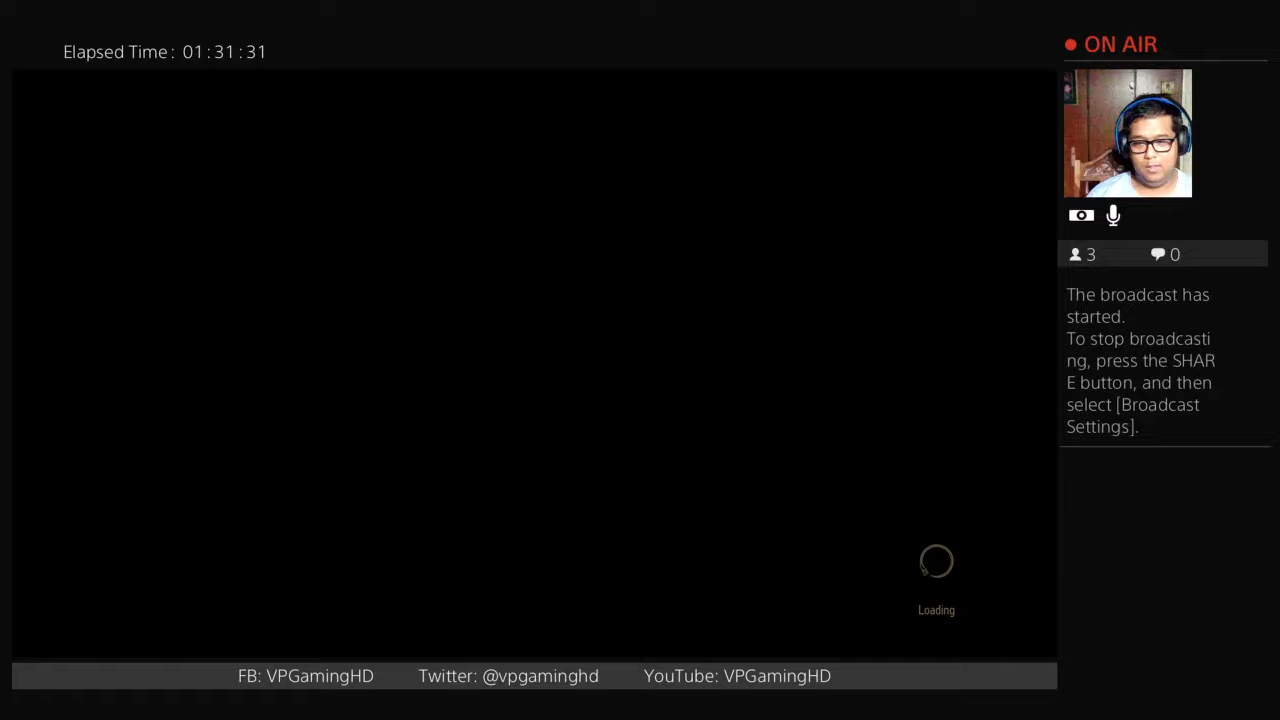 Elapsed Time: 01:31:31
ON AIR
3 0
The broadcast has
started.
To stop broadcasti
ng, press the SHAR
E button, and then
select [Broadcast
Settings].
Loading
FB: VPGamingHD Twitter: @vpgaminghd YouTube: VPGamingHD